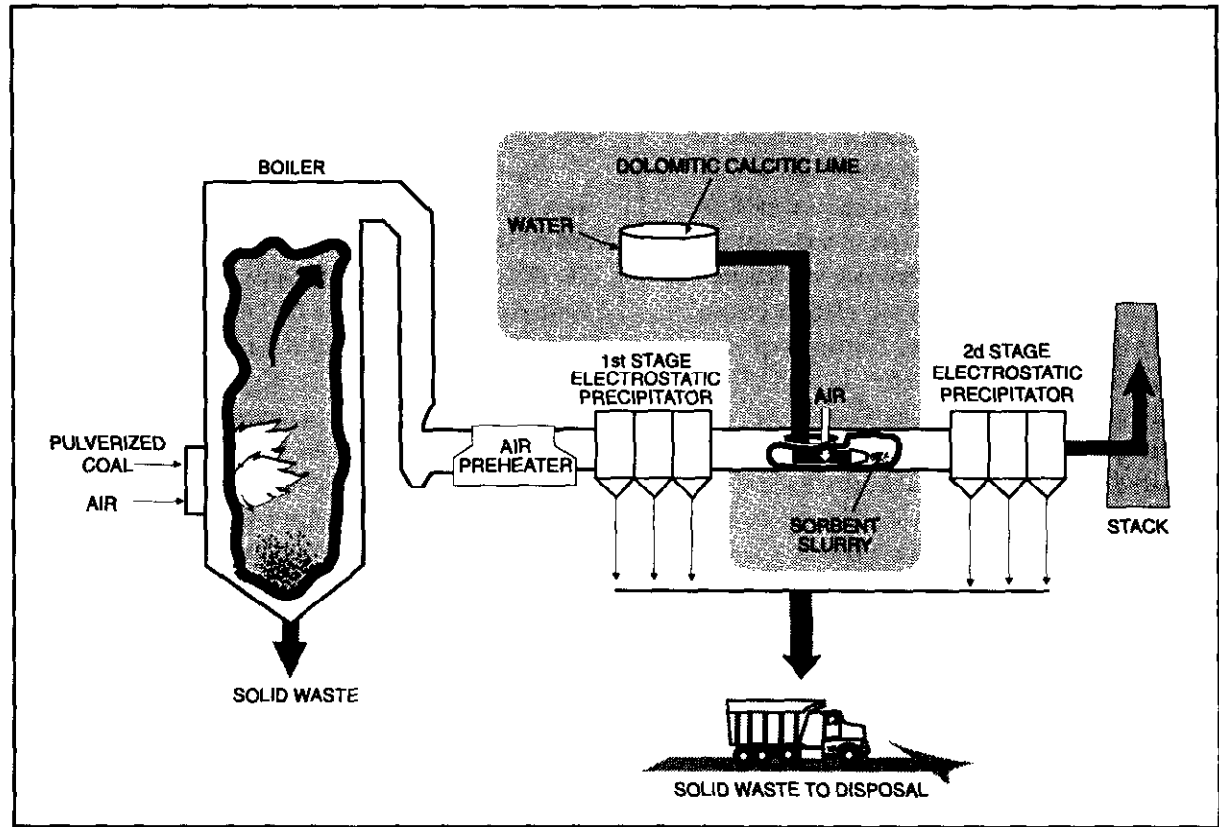 BOILER
DOLOMITIC CALCITIC LIME
WATER
1st STAGE
ELECTROSTATIC
PRECIPITATOR
AIR
2d STAGE
ELECTROSTATIC
PRECIPITATOR
PULVERIZED
COAL
AIR
AIR
PREHEATER
SORBENT
SLURRY
STACK
SOLID WASTE
SOLID WASTE TO DISPOSAL